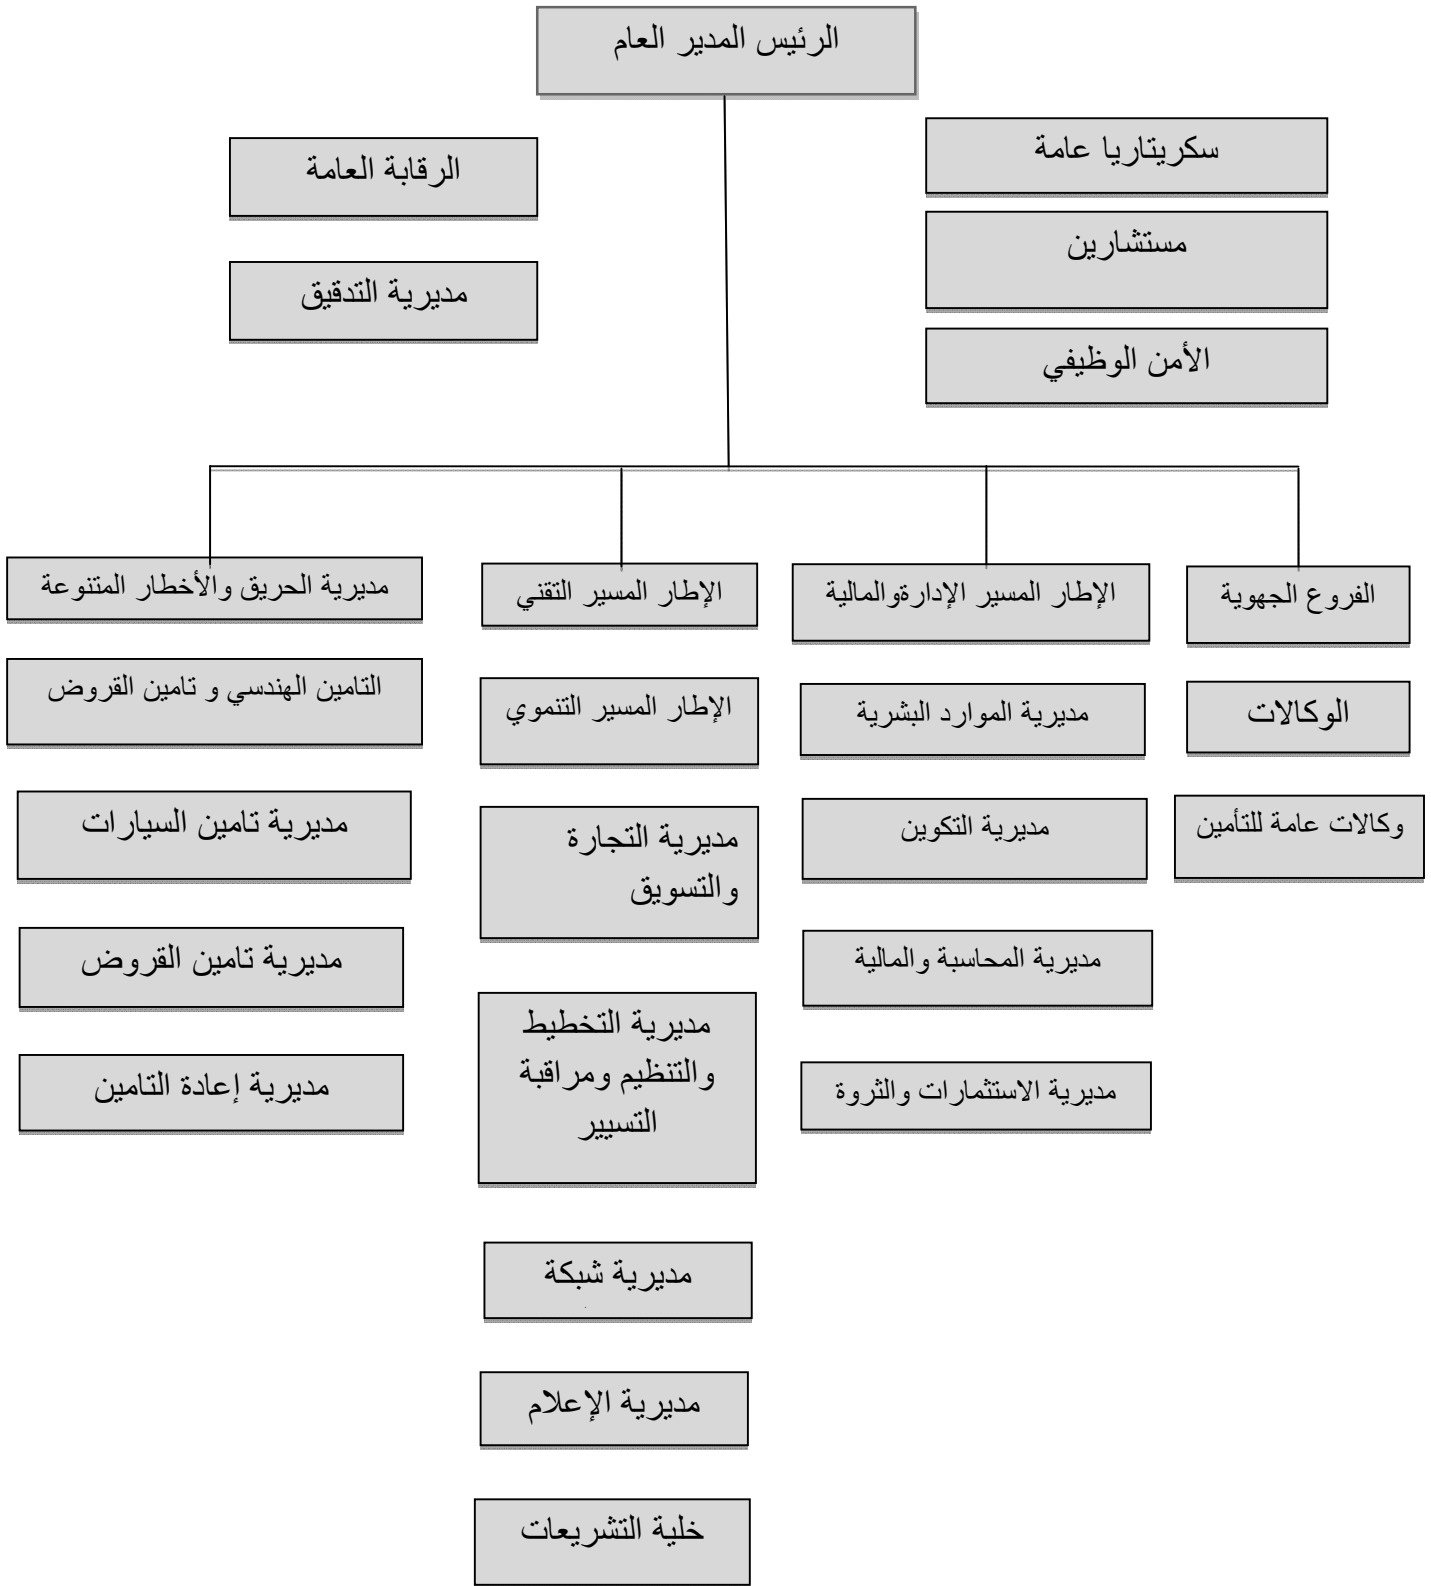 الرئيس المدير العام
سكريتاريا عامة
الرقابة العامة
مستشارين
مديرية التدقيق
الأمن الوظيفي
الفروع الجهوية
الوكالات
وكالات عامة للتأمين
الإطار المسير الإدارةوالمالية
مديرية الموارد البشرية
مديرية التكوين
مديرية المحاسبة والمالية
مديرية الاستثمارات والثروة
الإطار المسير التقني
الإطار المسير التنموي
مديرية التجارة
والتسويق
مديرية التخطيط
والتنظيم ومراقبة
التسيير
مديرية شبكة
مديرية الإعلام
خلية التشريعات
مديرية الحريق والأخطار المتنوعة
التامين الهندسي و تامين القروض
مديرية تامين السيارات
مديرية تامين القروض
مديرية إعادة التامين